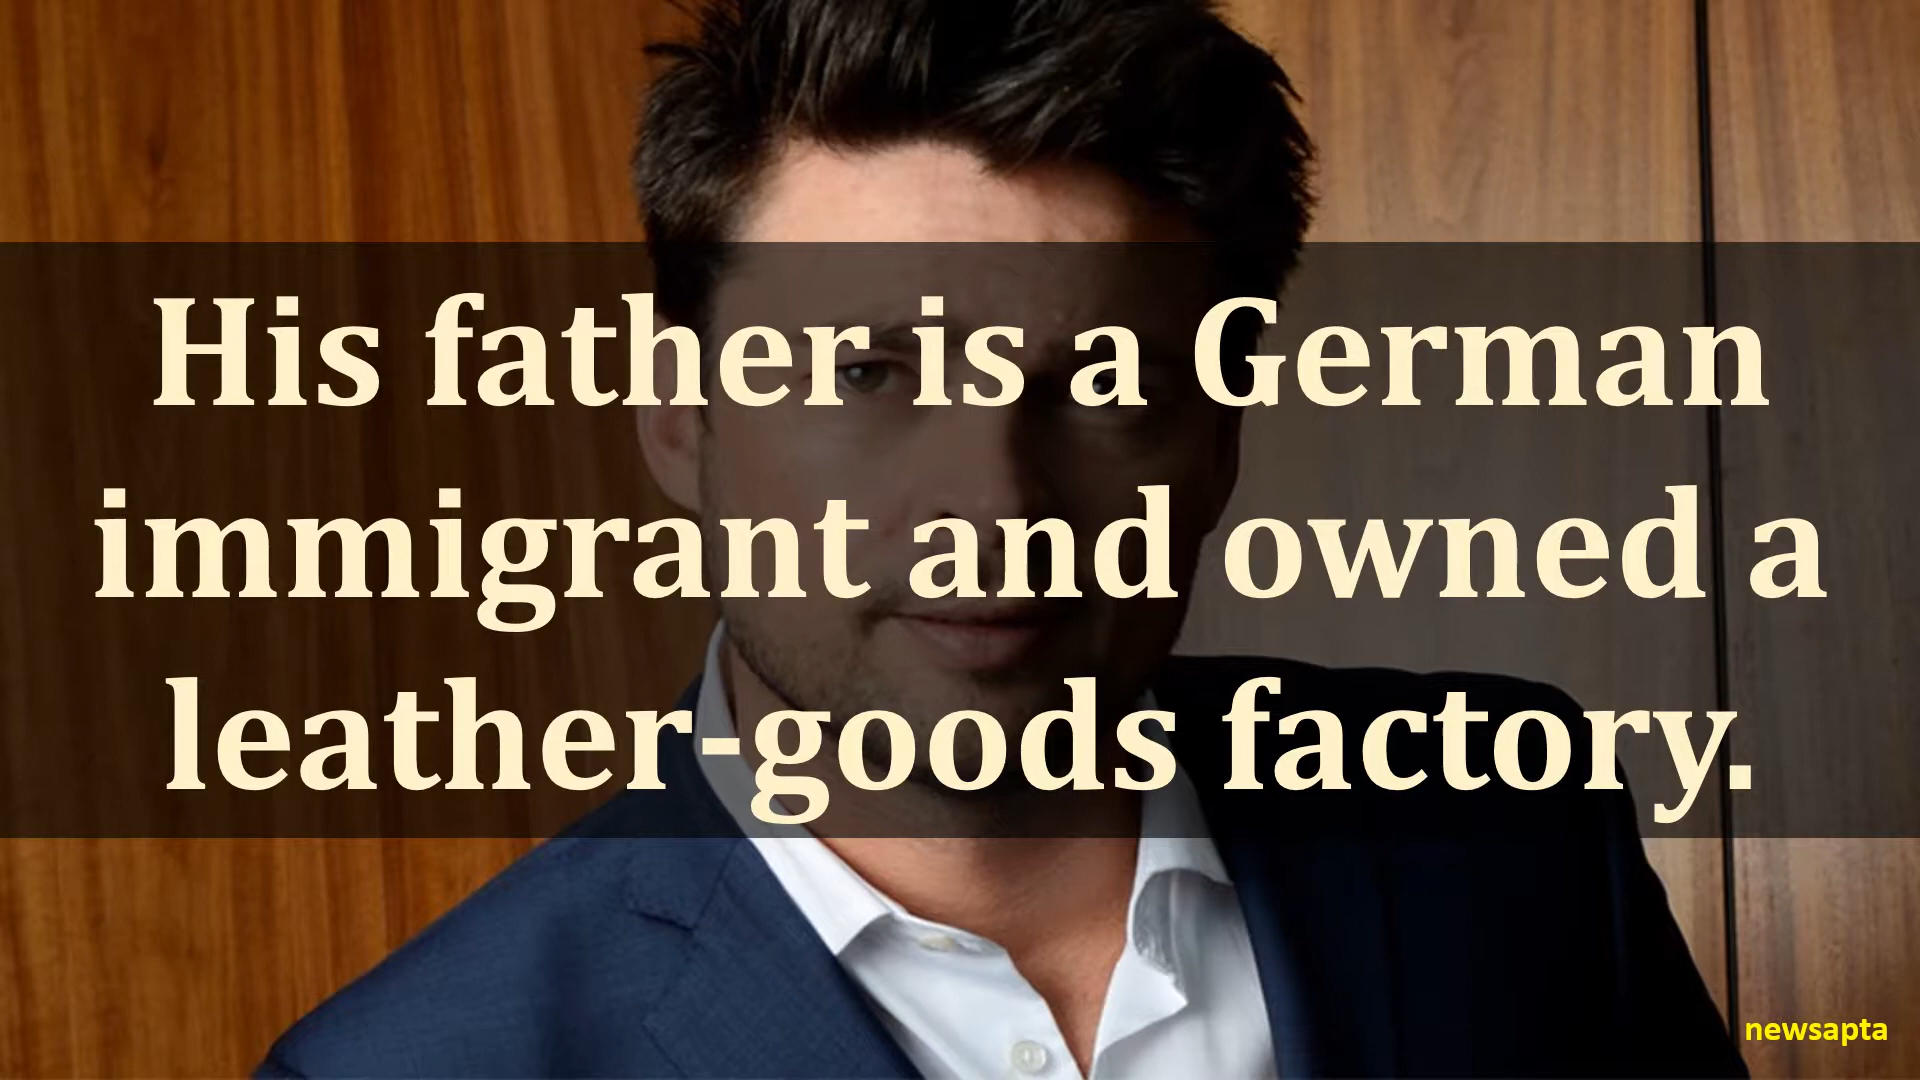 His father is a German
immigrant and owned a
leather-goods factory.
newsapta